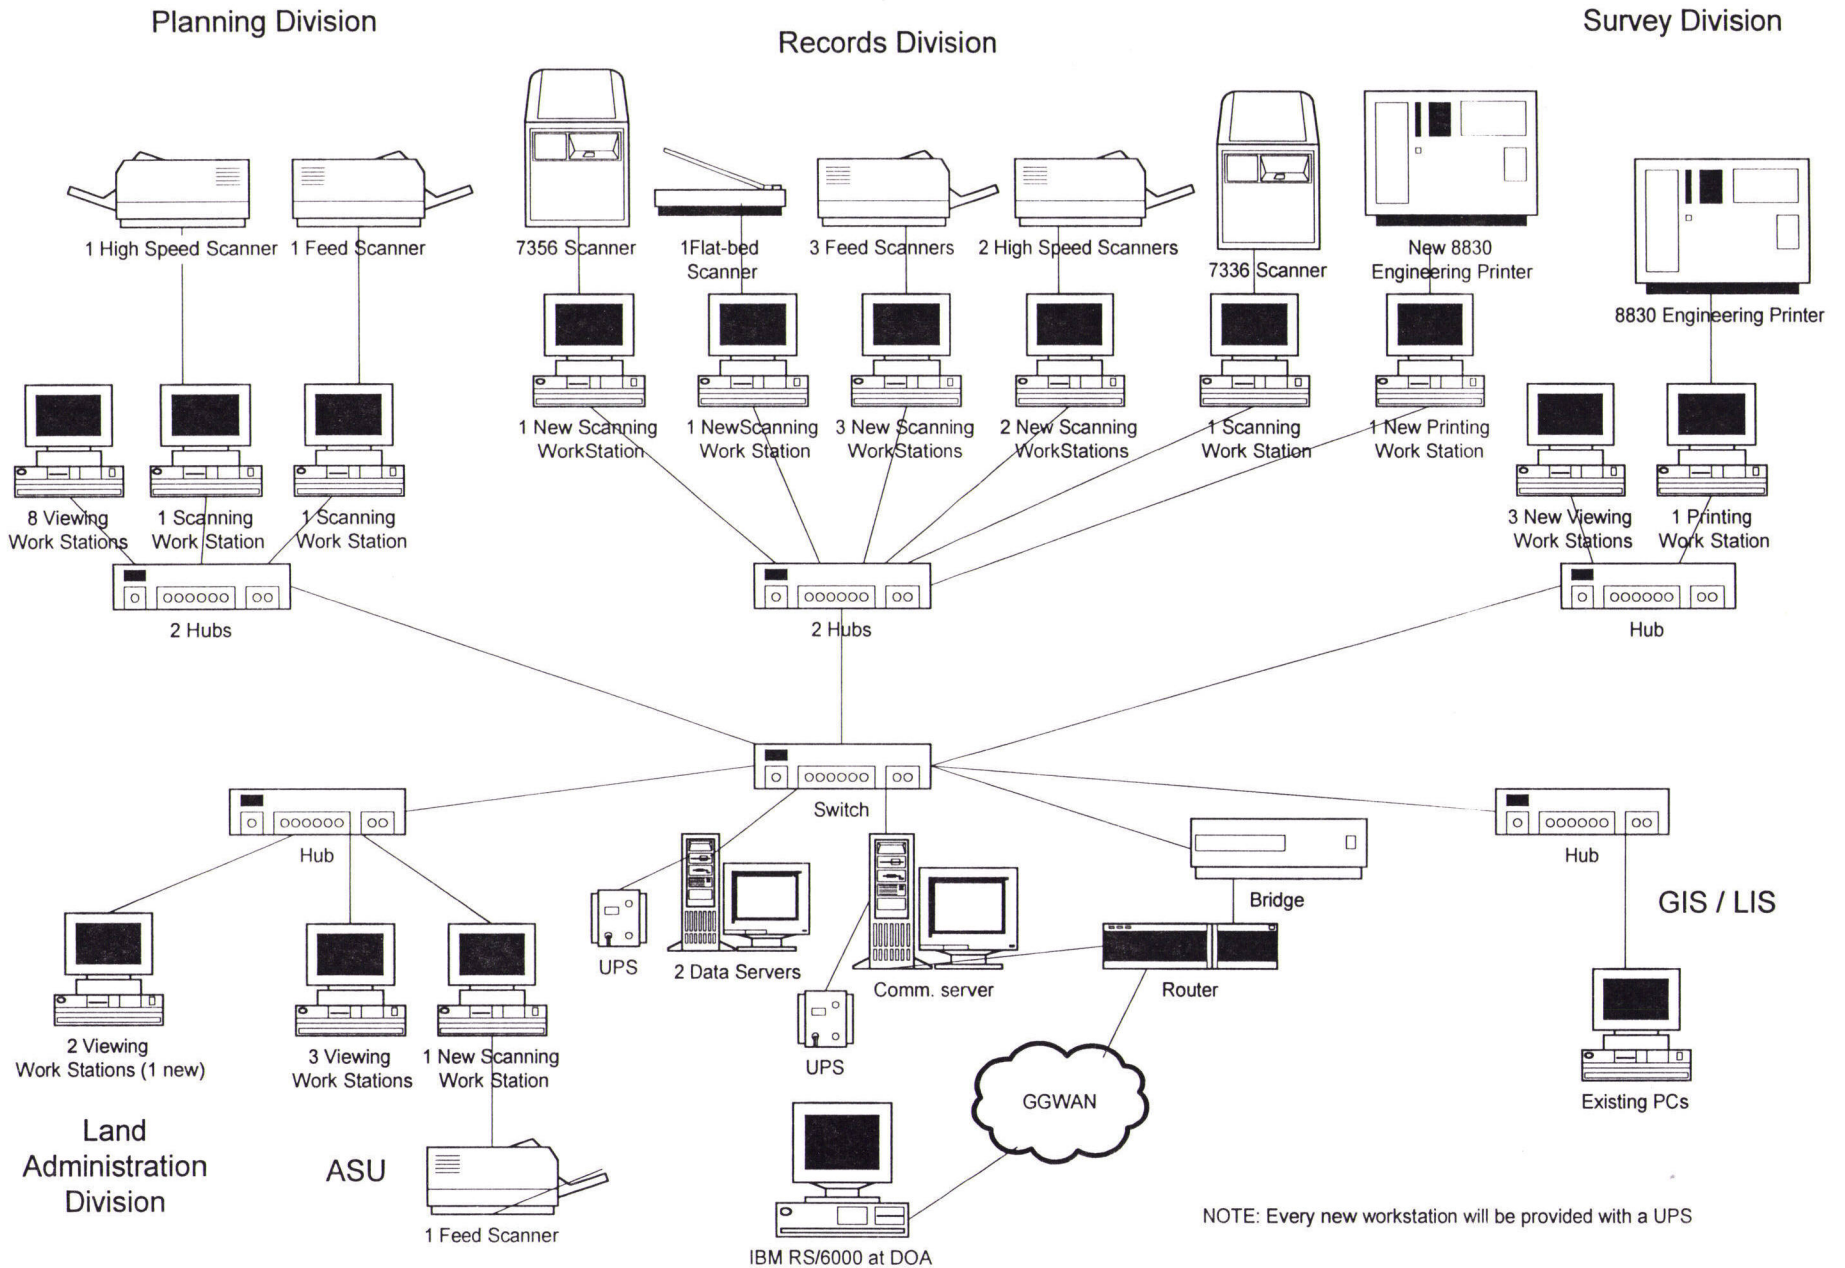 Planning Division
Records Division
Survey Division
1 High Speed Scanner
1 Feed Scanner
7356 Scanner
1Flat-bed
Scanner
3 Feed Scanners
2 High Speed Scanners
7336 Scanner
New 8830
Engineering Printer
8830 Engineering Printer
8 Viewing
Work Stations
1 Scanning
Work Station
1 Scanning
Work Station
1 New Scanning
WorkStation
1 NewScanning
Work Station
3 New Scanning
WorkStations
2 New Scanning
WorkStations
1 Scanning
Work Station
1 New Printing
Work Station
3 New Viewing
Work Stations
1 Printing
Work Station
2 Hubs
2 Hubs
Hub
Switch
Hub
Hub
UPS
2 Data Servers
Comm. server
UPS
Bridge
Router
GIS / LIS
Existing PCs
2 Viewing
Work Stations (1 new)
3 Viewing
Work Stations
1 New Scanning
Work Station
Land
Administration
Division
ASU
1 Feed Scanner
GGWAN
IBM RS/6000 at DOA
NOTE: Every new workstation will be provided with a UPS